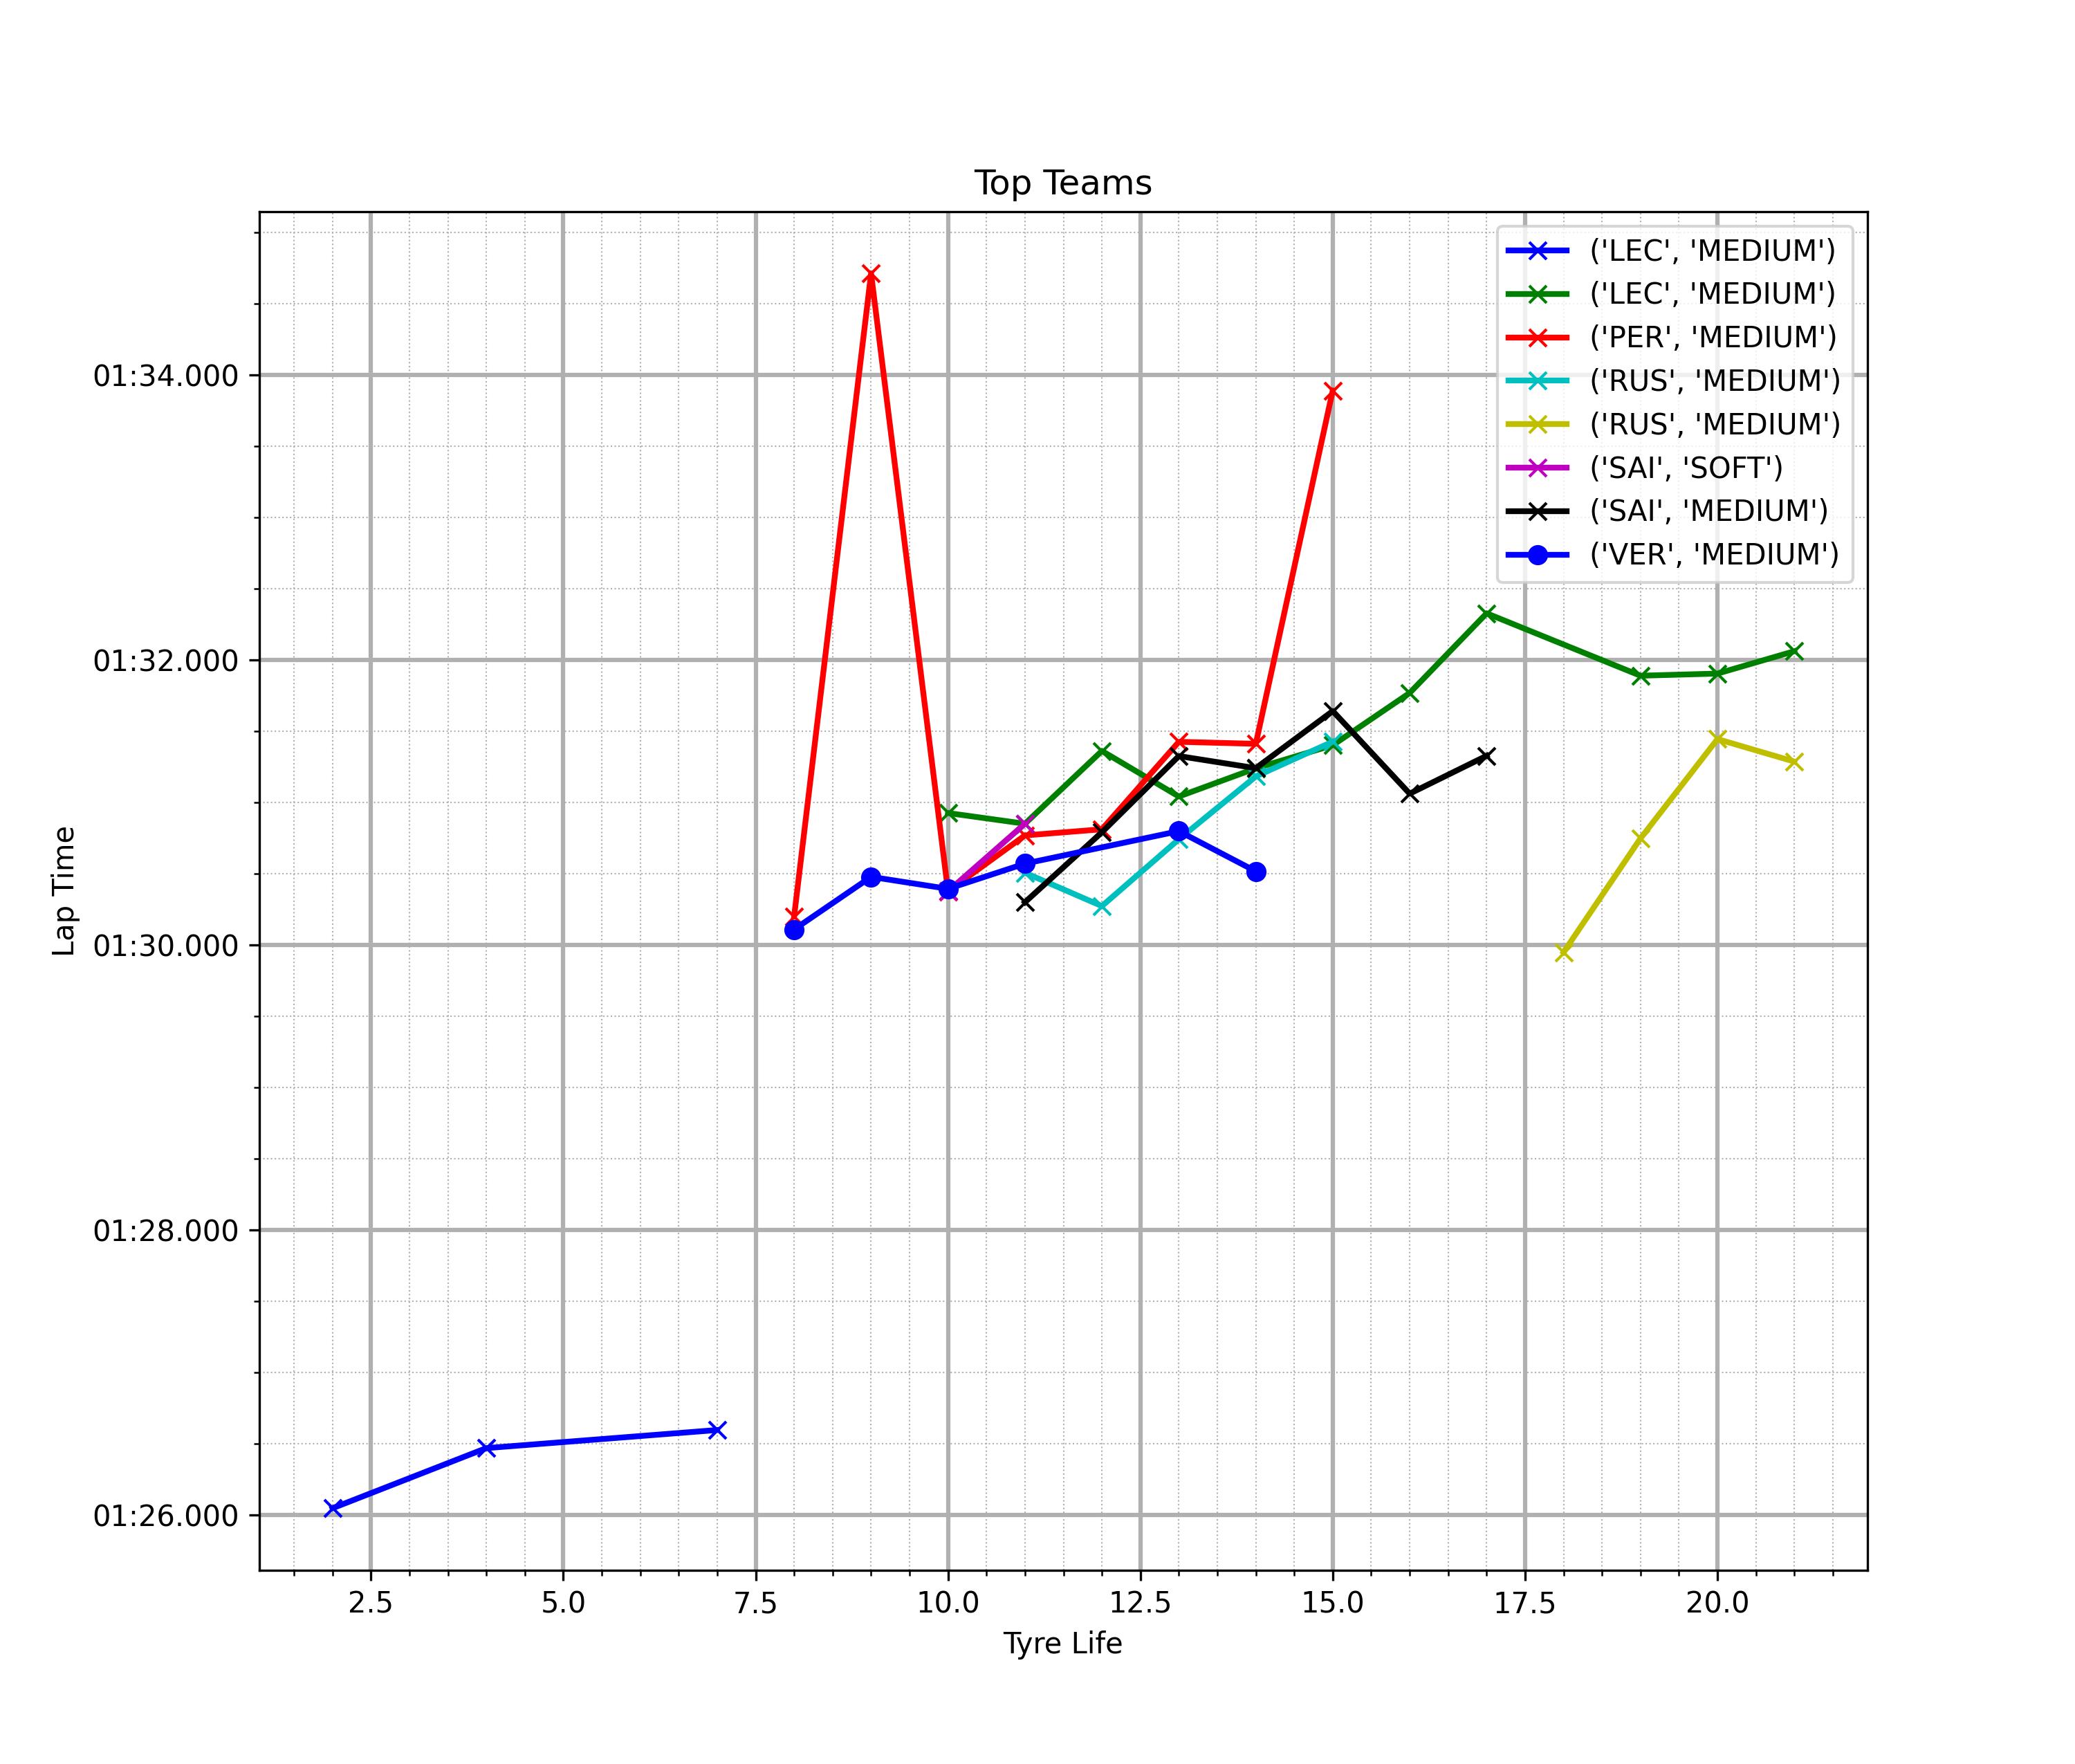 Top Teams
('LEC', 'MEDIUM')
('LEC', 'MEDIUM')
('PER', 'MEDIUM')
('RUS', 'MEDIUM')
('RUS', 'MEDIUM')
('SAI', 'SOFT')
('SAI', 'MEDIUM')
('VER', 'MEDIUM')
Lap Time
01:34.000
01:32.000
01:30.000
01:28.000
01:26.000
2.5 5.0 7.5 10.0 12.5 15.0 17.5 20.0
Tyre Life